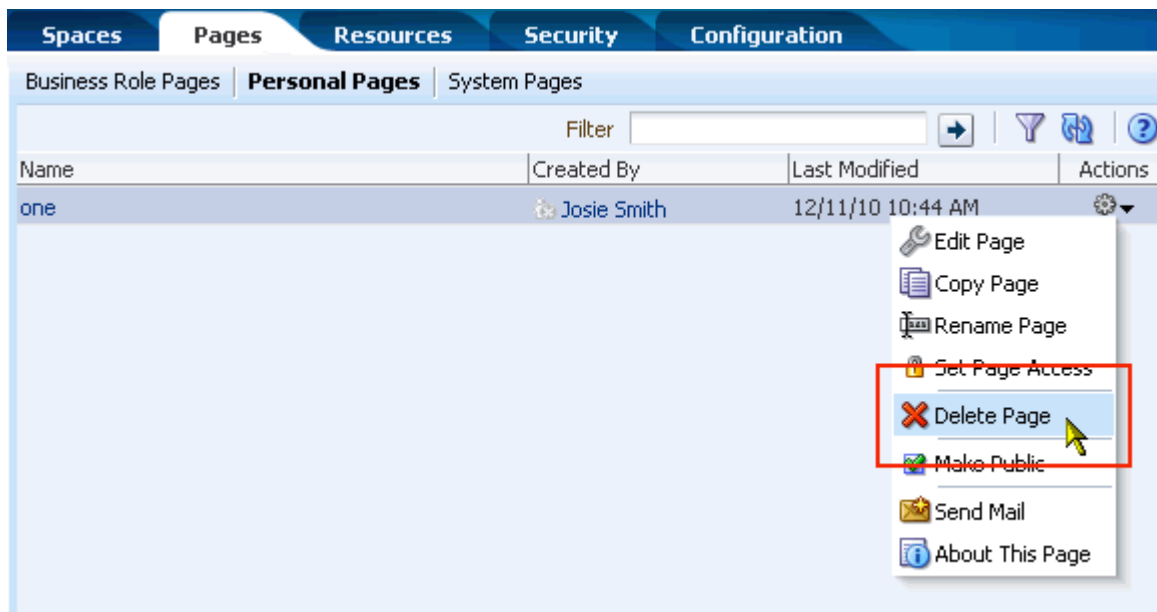 Spaces Pages Resources Security Configuration
Business Role Pages Personal Pages System Pages
Filter
Name Created By Last Modified Actions
one Josie Smith 12/11/10 10:44 AM
Edit Page
Copy Page
Rename Page
Set Page Access
Delete Page
Make Public
Send Mail
About This Page